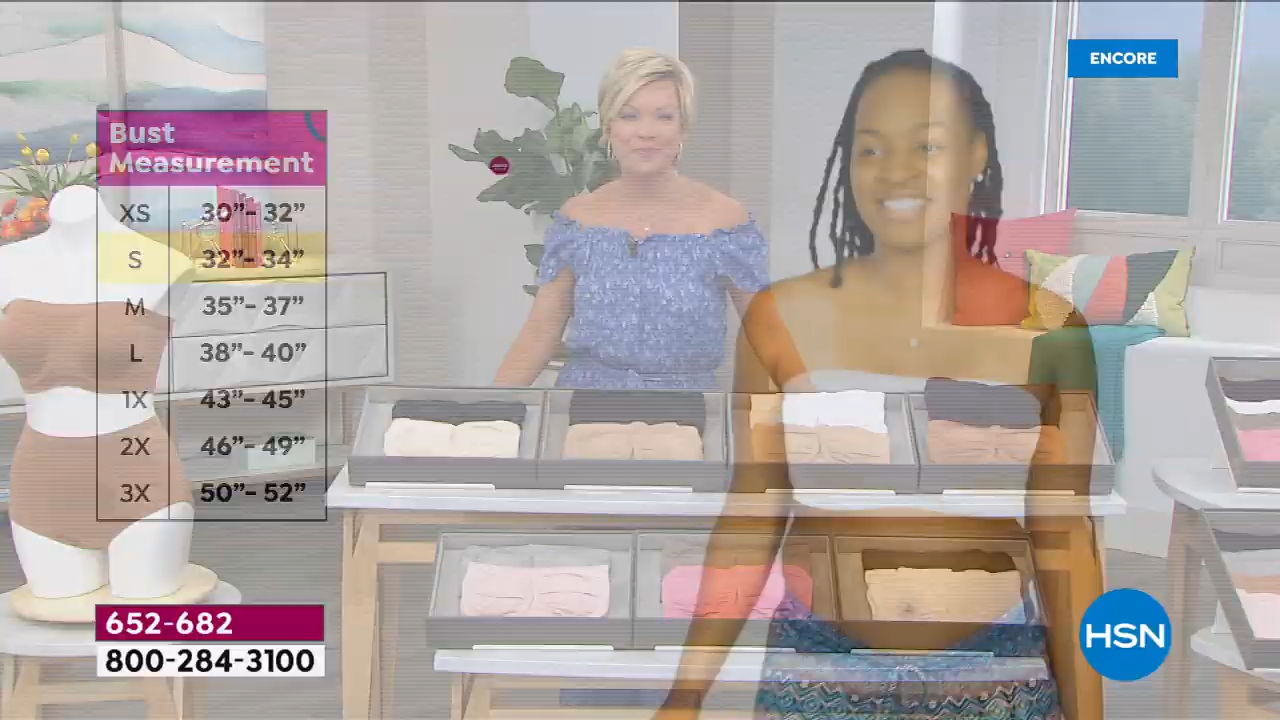 ENCORE
Bust
Measurement
XS 30”- 32”
S 32”- 34”
M 35”- 37”
L 38”- 40”
1X 43”- 45”
2X 46”- 49”
3X 50”- 52”
652-682
800-284-3100
HSN